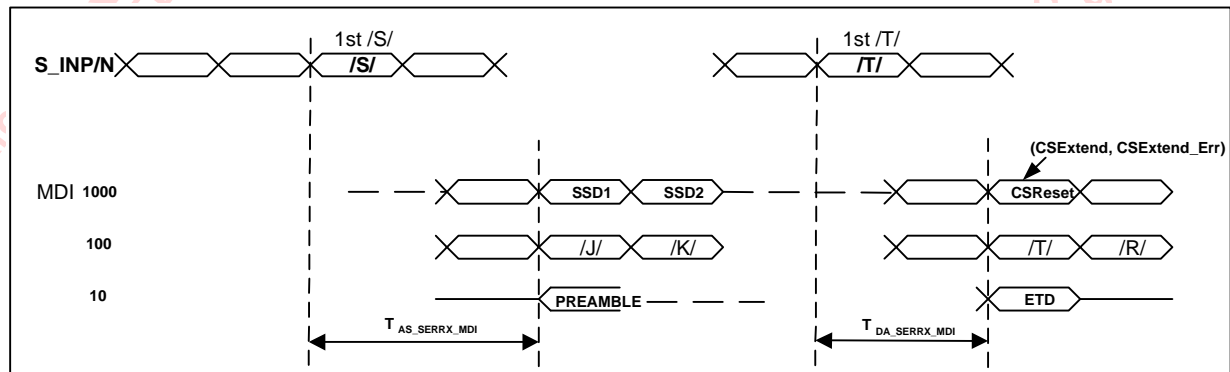 1st /S/ 1st /T/
S_INP/N /S/ /T/
(CSExtend, CSExtend_Err)
MDI 1000 SSD1 SSD2 CSReset
100 /J/ /K/ /T/ /R/
10 PREAMBLE ETD
T AS_SERRX_MDI T DA_SERRX_MDI